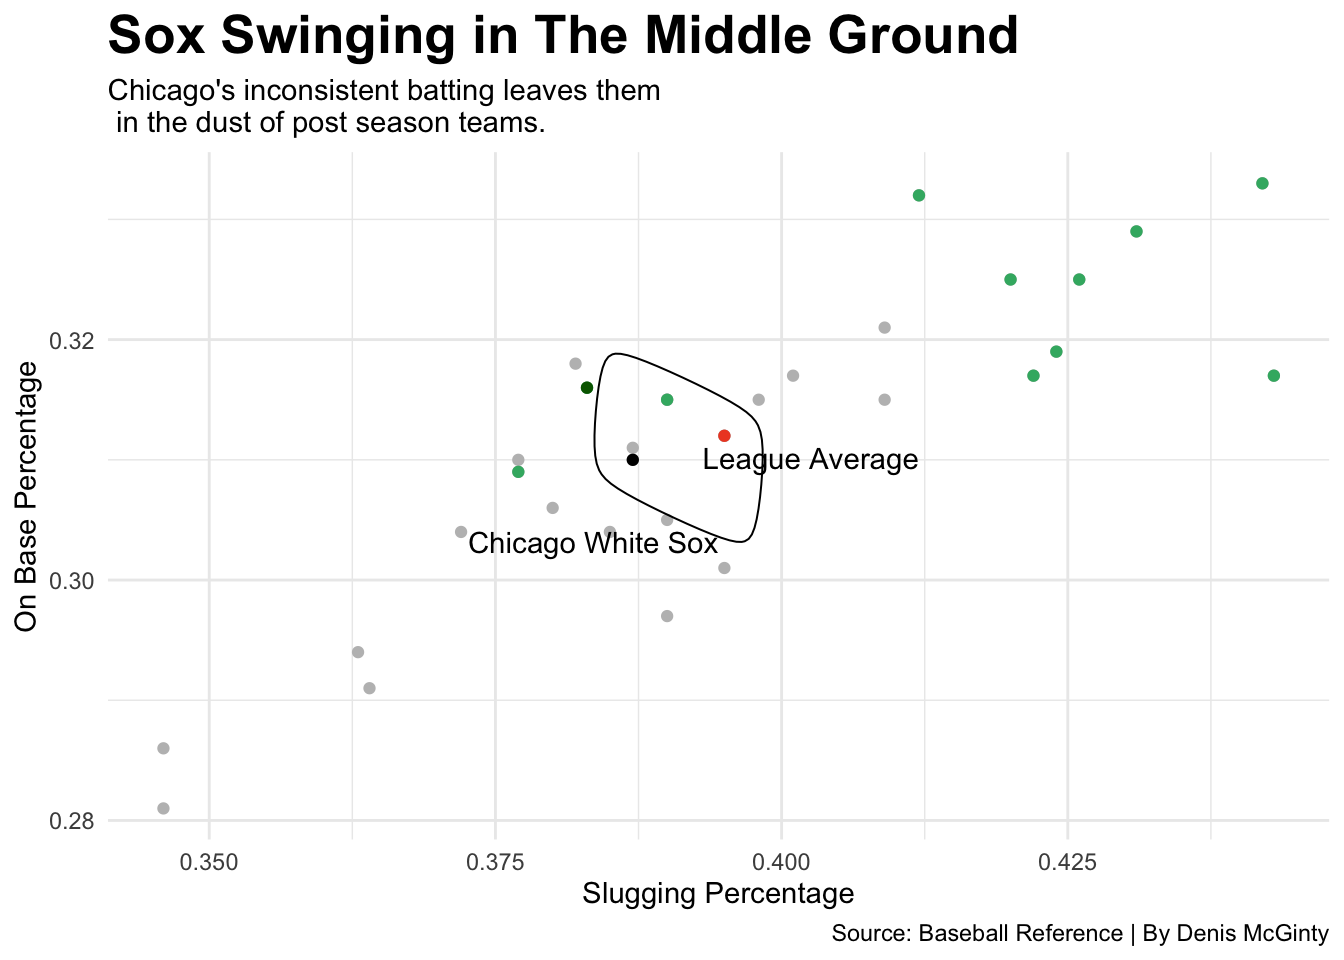 Sox Swinging in The Middle Ground
Chicago's inconsistent batting leaves them
in the dust of post season teams.
On Base Percentage
0.32
0.30
0.28
League Average
Chicago White Sox
0.350 0.375 0.400 0.425
Slugging Percentage
Source: Baseball Reference | By Denis McGinty